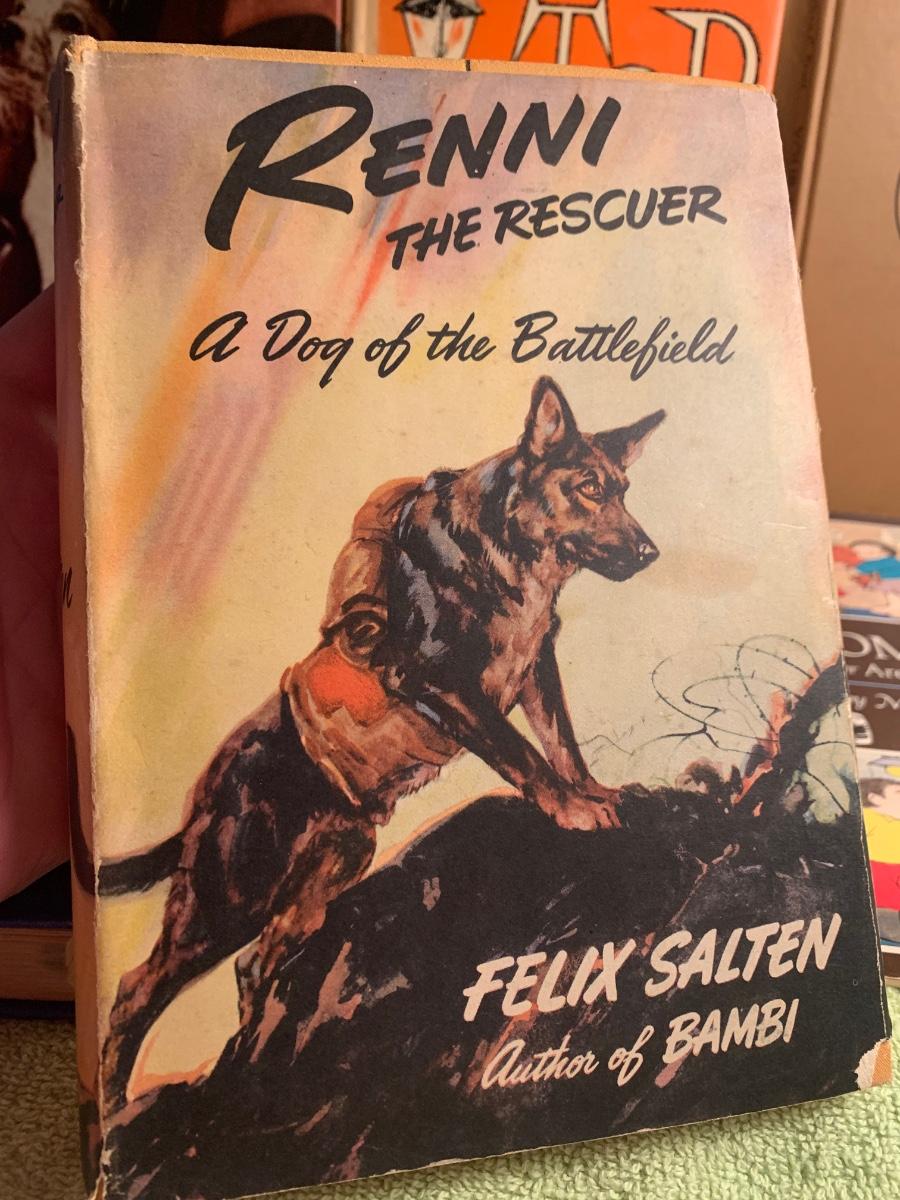 RENNI
THE RESCUER
A Dog of the Battlefield
FELIX SALTEN
Author of BAMBI